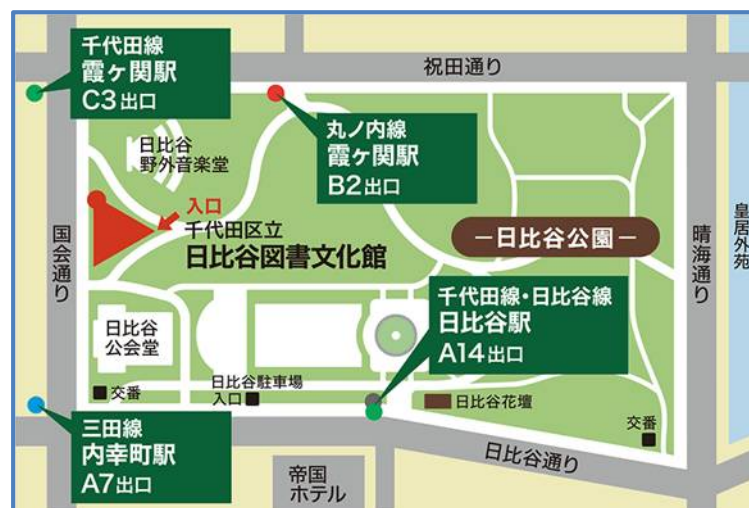 千代田線
霞ヶ関駅
C3出口
祝田通り
丸ノ内線
霞ヶ関駅
B2出口
日比谷
野外音楽堂
入口
千代田区立
日比谷図書文化館
ー日比谷公園ー
国会通り
晴海通り
皇居外苑
千代田線・日比谷線
日比谷駅
A14出口
日比谷
公会堂
交番
日比谷駐車場
入口
日比谷花壇
交番
三田線
内幸町駅
A7出口
帝国
ホテル
日比谷通り